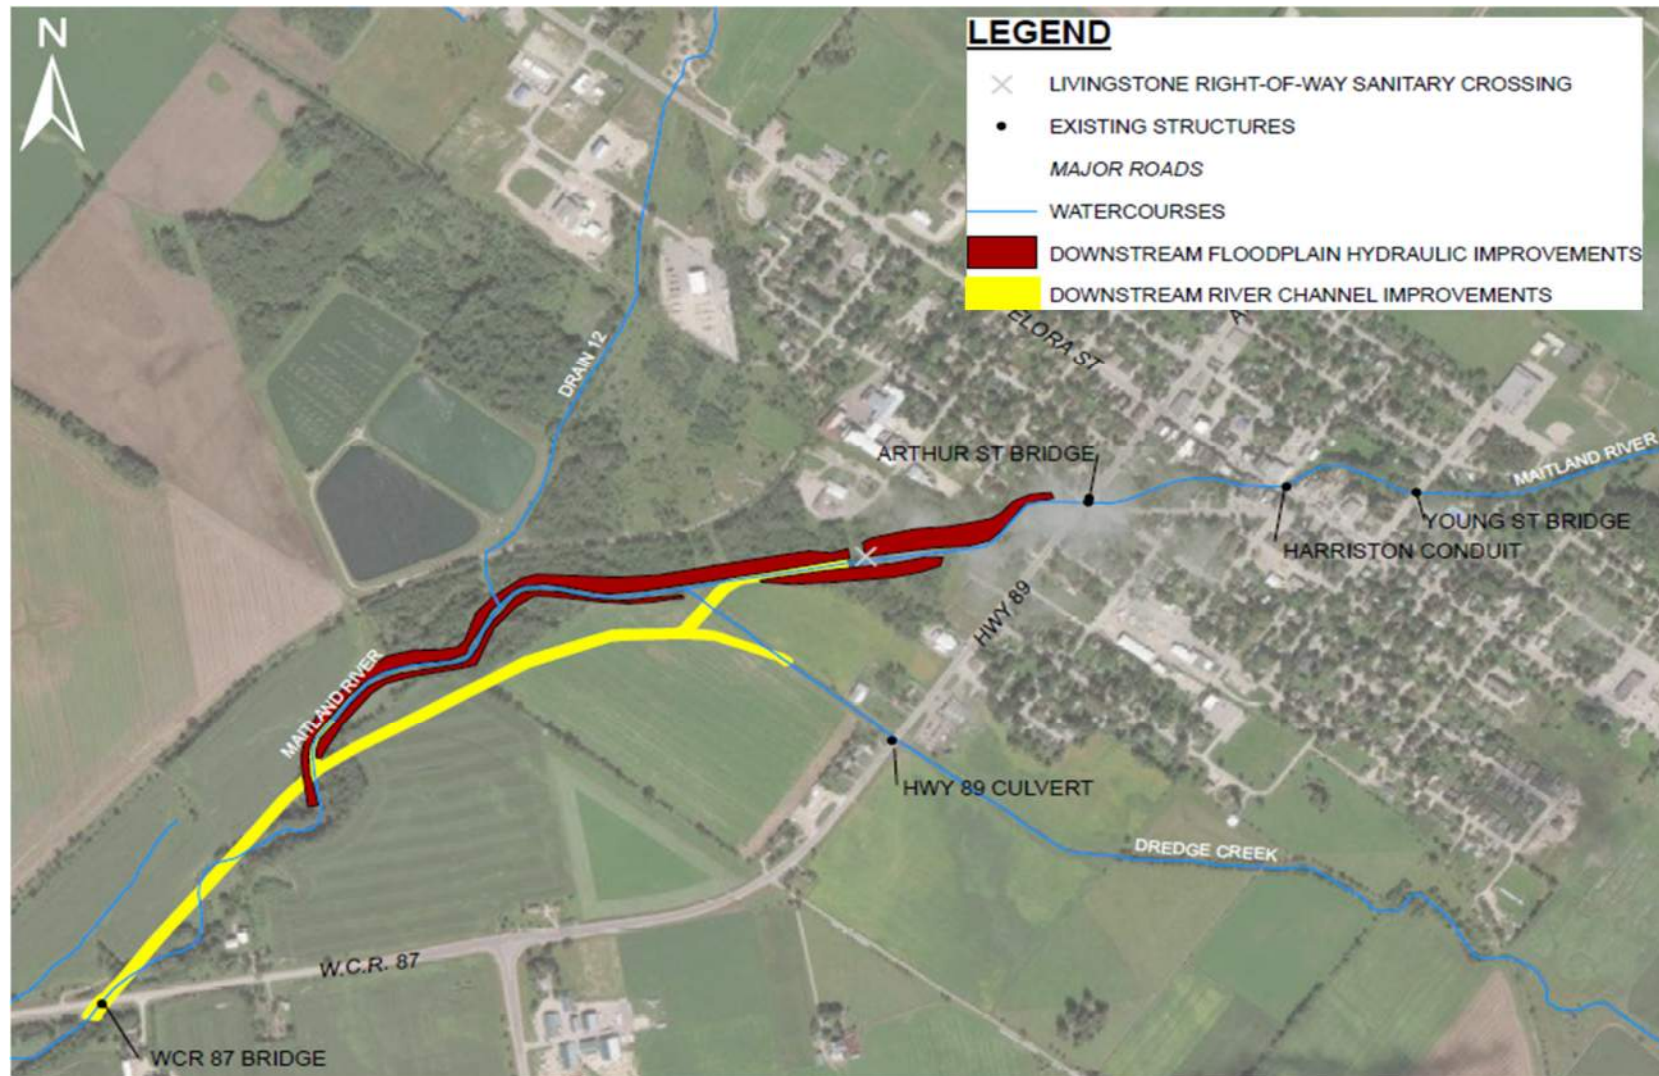 N
LEGEND
LIVINGSTONE RIGHT-OF-WAY SANITARY CROSSING
EXISTING STRUCTURES
MAJOR ROADS
WATERCOURSES
DOWNSTREAM FLOODPLAIN HYDRAULIC IMPROVEMENTS
DOWNSTREAM RIVER CHANNEL IMPROVEMENTS
ELORA ST
DRAIN 12
ARTHUR ST BRIDGE
MAITLAND RIVER
YOUNG ST BRIDGE
HARRISTON CONDUIT
HWY 89
MAITLAND RIVER
HWY 89 CULVERT
DREDGE CREEK
W.C.R. 87
WCR 87 BRIDGE